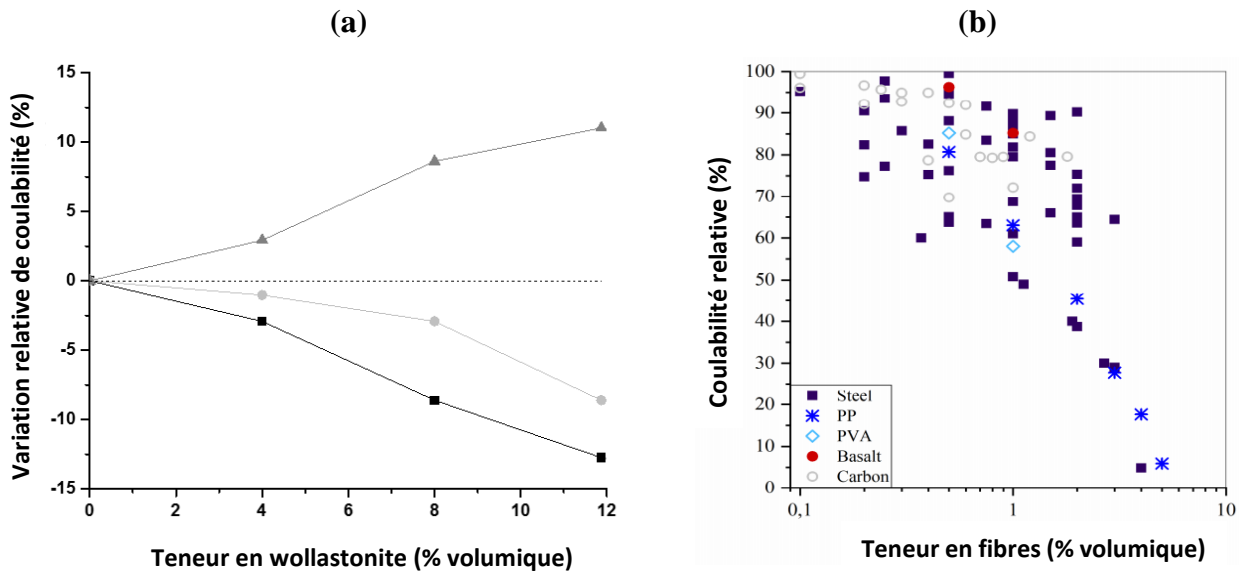 (a)
Variation relative de coulabilité (%)
15
10
5
0
-5
-10
-15
0 2 4 6 8 10 12
Teneur en wollastonite (% volumique)
(b)
Coulabilité relative (%)
100
90
80
70
60
50
40
30
20
10
0
Steel
PP
PVA
Basalt
Carbon
0,1 1 10
Teneur en fibres (% volumique)